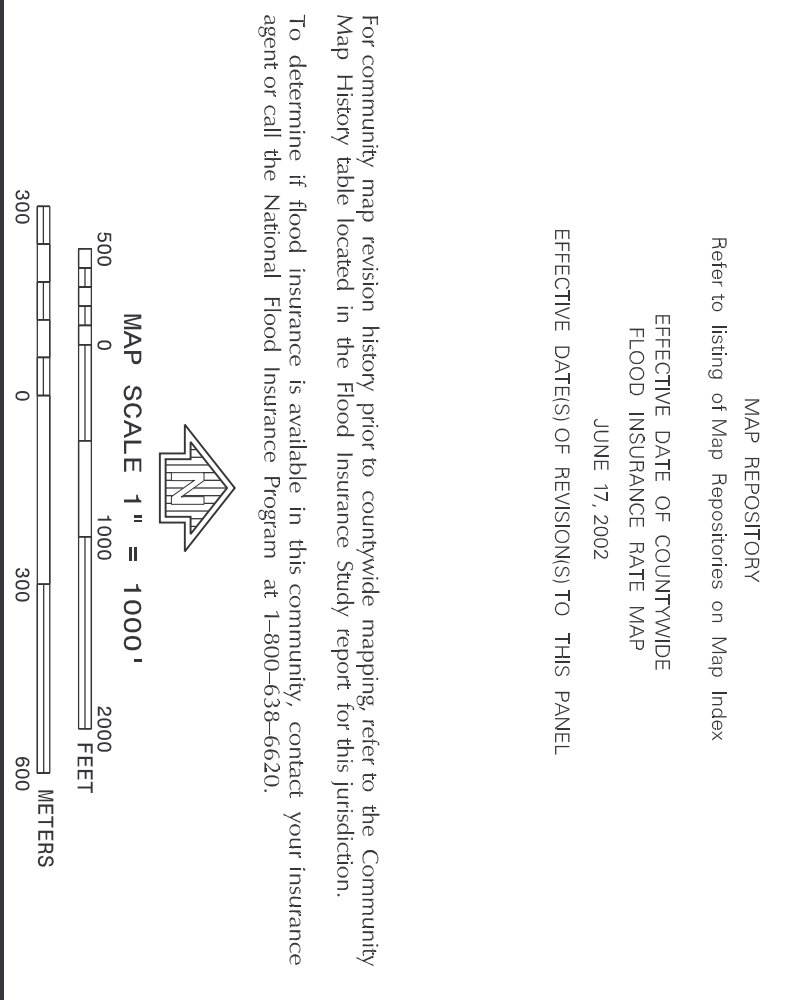 MAP REPOSITORY
Refer to listing of Map Repositories on Map Index
EFFECTIVE DATE OF COUNTYWIDE
FLOOD INSURANCE RATE MAP
JUNE 17, 2002
EFFECTIVE DATE(S) OF REVISION(S) TO THIS PANEL
For community map revision history prior to countywide mapping, refer to the Community
Map History table located in the Flood Insurance Study report for this jurisdiction.
To determine if flood insurance is available in this community, contact your insurance
agent or call the National Flood Insurance Program at 1–800–638–6620.
N
MAP SCALE 1" = 1000'
500 0 1000 2000 FEET
300 0 300 600 METERS